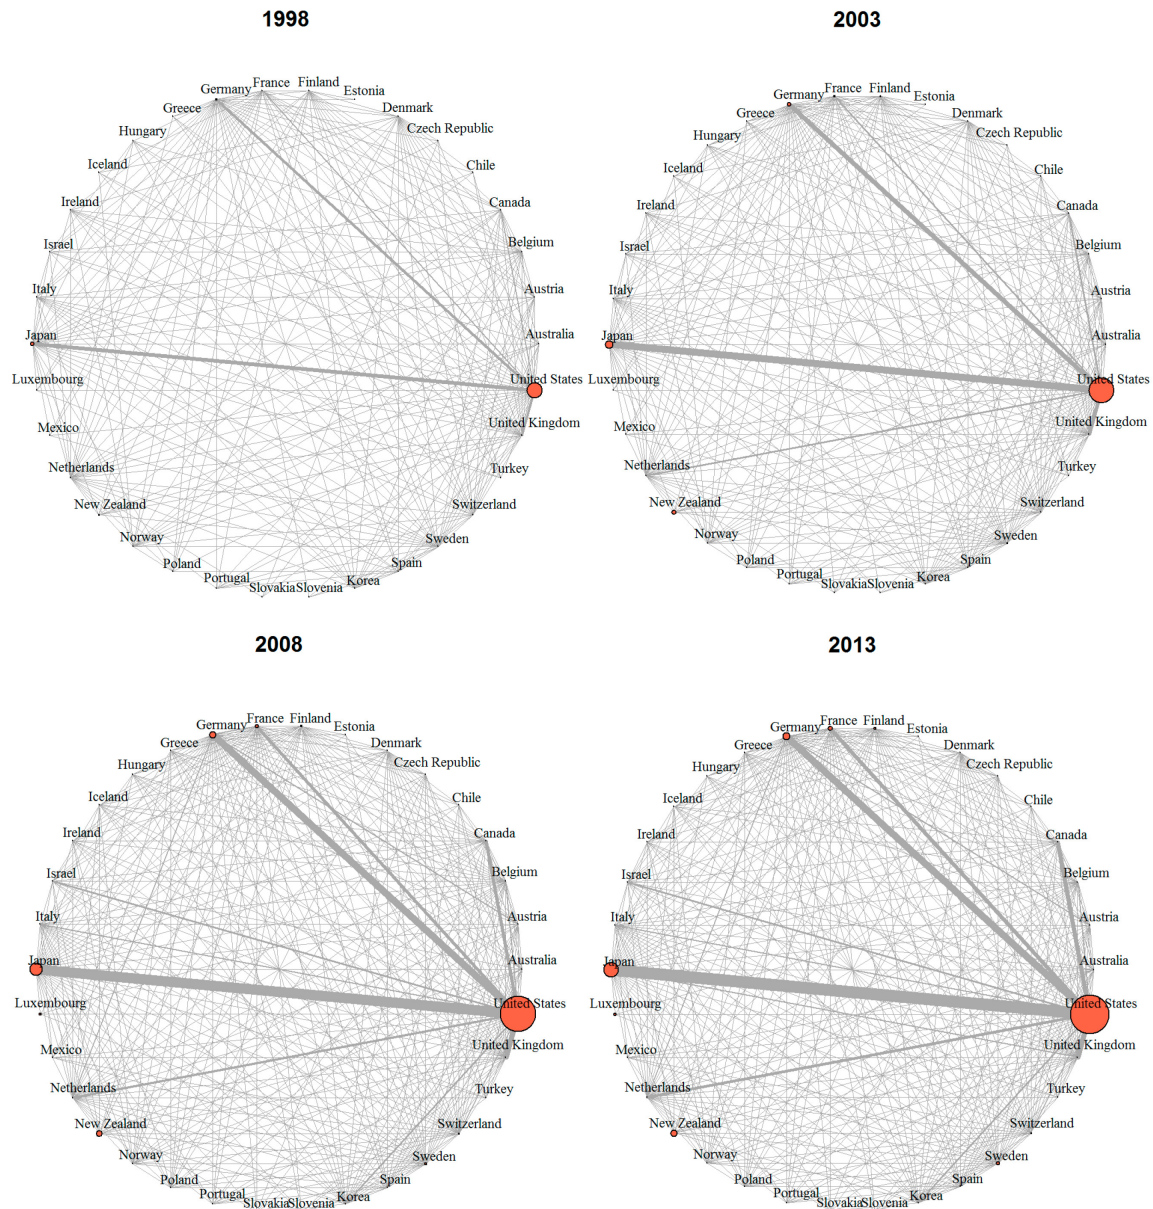 1998
Germany
France
Finland
Estonia
Greece
Denmark
Hungary
Czech Republic
Iceland
Chile
Ireland
Canada
Israel
Belgium
Italy
Austria
Japan
Australia
Luxembourg
United States
Mexico
United Kingdom
Netherlands
Turkey
New Zealand
Switzerland
Norway
Sweden
Poland
Spain
Portugal
Slovakia
Slovenia
Korea
2003
Germany
France
Finland
Estonia
Greece
Denmark
Hungary
Czech Republic
Iceland
Chile
Ireland
Canada
Israel
Belgium
Italy
Austria
Japan
Australia
Luxembourg
United States
Mexico
United Kingdom
Netherlands
Turkey
New Zealand
Switzerland
Norway
Sweden
Poland
Spain
Portugal
Slovakia
Slovenia
Korea
2008
Germany
France
Finland
Estonia
Greece
Denmark
Hungary
Czech Republic
Iceland
Chile
Ireland
Canada
Israel
Belgium
Italy
Austria
Japan
Australia
Luxembourg
United States
Mexico
United Kingdom
Netherlands
Turkey
New Zealand
Switzerland
Norway
Sweden
Poland
Spain
Portugal
Slovakia
Slovenia
Korea
2013
Germany
France
Finland
Estonia
Greece
Denmark
Hungary
Czech Republic
Iceland
Chile
Ireland
Canada
Israel
Belgium
Italy
Austria
Japan
Australia
Luxembourg
United States
Mexico
United Kingdom
Netherlands
Turkey
New Zealand
Switzerland
Norway
Sweden
Poland
Spain
Portugal
Slovakia
Slovenia
Korea